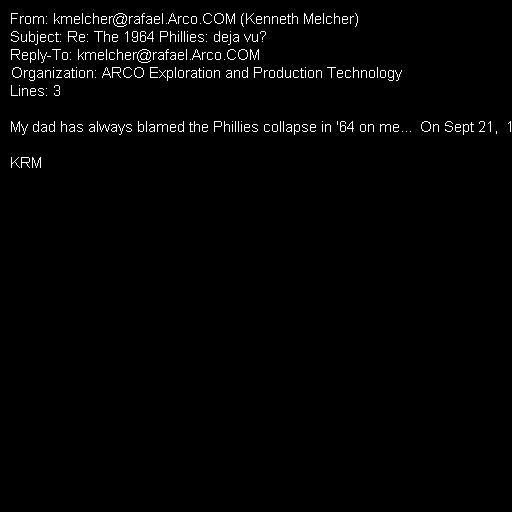 From: kmelcher@rafael.Arco.COM (Kenneth Melcher)
Subject: Re: The 1964 Phillies: deja vu?
Reply-To: kmelcher@rafael.Arco.COM
Organization: ARCO Exploration and Production Technology
Lines: 3

My dad has always blamed the Phillies collapse in '64 on me...  On Sept 21,

KRM